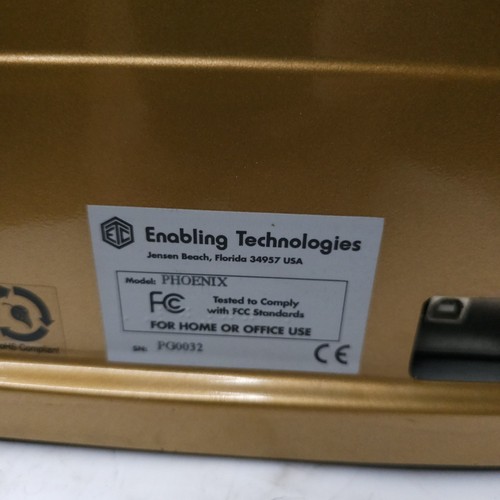 ETC Enabling Technologies
Jensen Beach, Florida 34957 USA
Model: PHOENIX
FC Tested to Comply
with FCC Standards
FOR HOME OR OFFICE USE
SN: PG0032
CE
Compliant
D